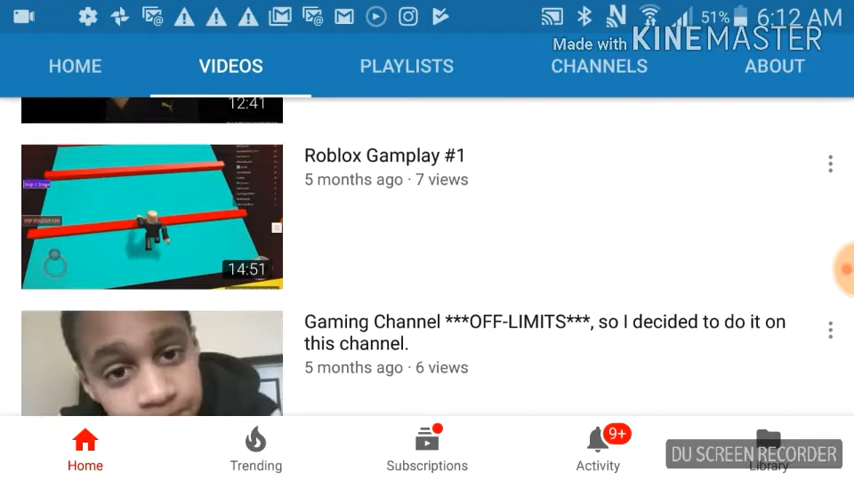 51% 6:12 AM
Made with KINEMASTER
HOME VIDEOS PLAYLISTS CHANNELS ABOUT
12:41
Roblox Gamplay #1
5 months ago · 7 views
14:51
Gaming Channel ***OFF-LIMITS***, so I decided to do it on
this channel.
5 months ago · 6 views
9+
Home Trending Subscriptions Activity Library
DU SCREEN RECORDER